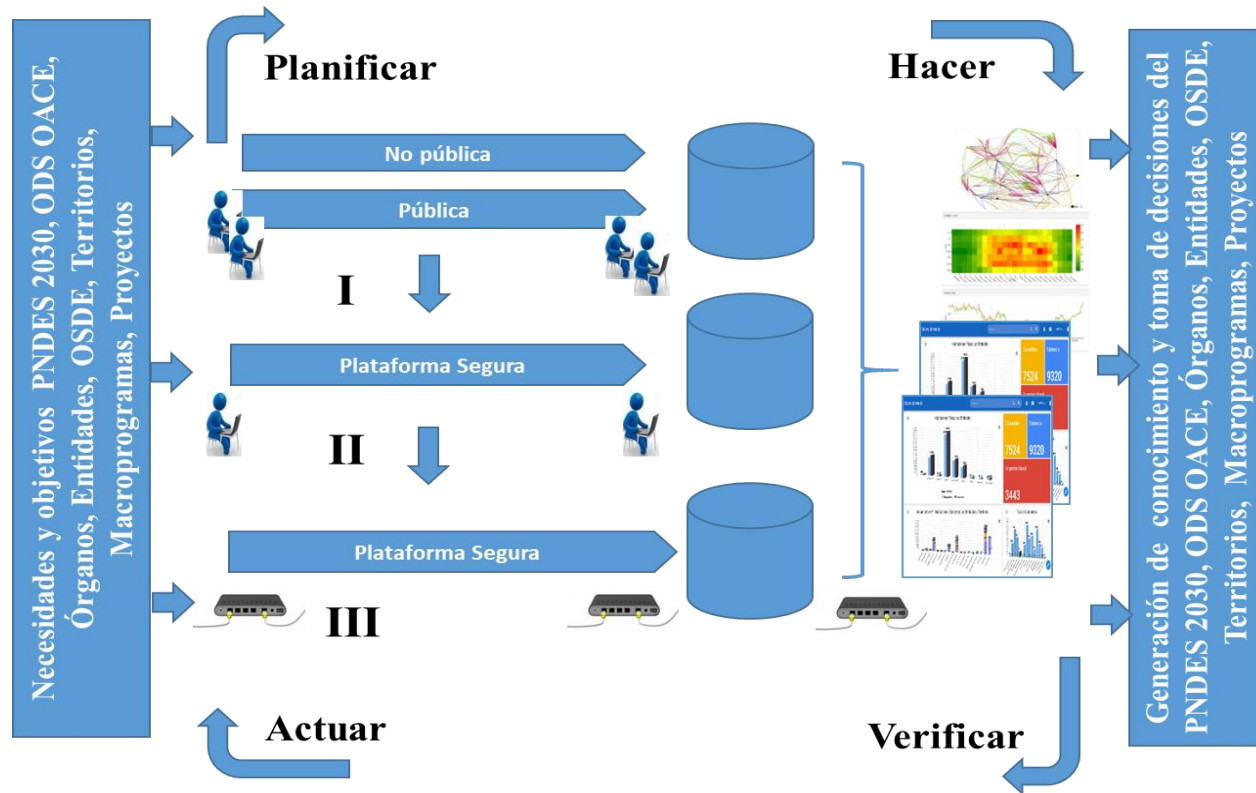 Necesidades y objetivos PNDES 2030, ODS OACE,
Órganos, Entidades, OSDE, Territorios,
Macroprogramas, Proyectos
Planificar
Hacer
No pública
Pública
I
Plataforma Segura
II
Plataforma Segura
III
Actuar
Verificar
7524
9320
7524
9320
3443
Generación de conocimiento y toma de decisiones del
PNDES 2030, ODS OACE, Órganos, Entidades, OSDE,
Territorios, Macroprogramas, Proyectos